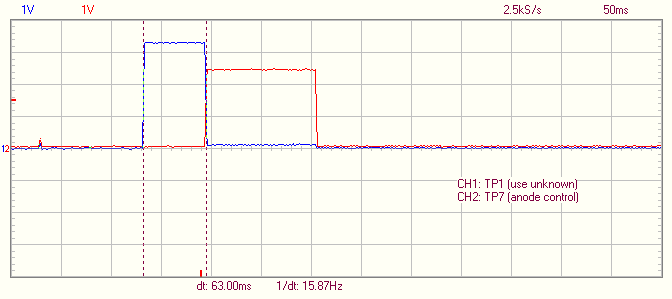 1V 1V 2.5kS/s 50ms
12
CH1: TP1 (use unknown)
CH2: TP7 (anode control)
dt: 63.00ms 1/dt: 15.87Hz